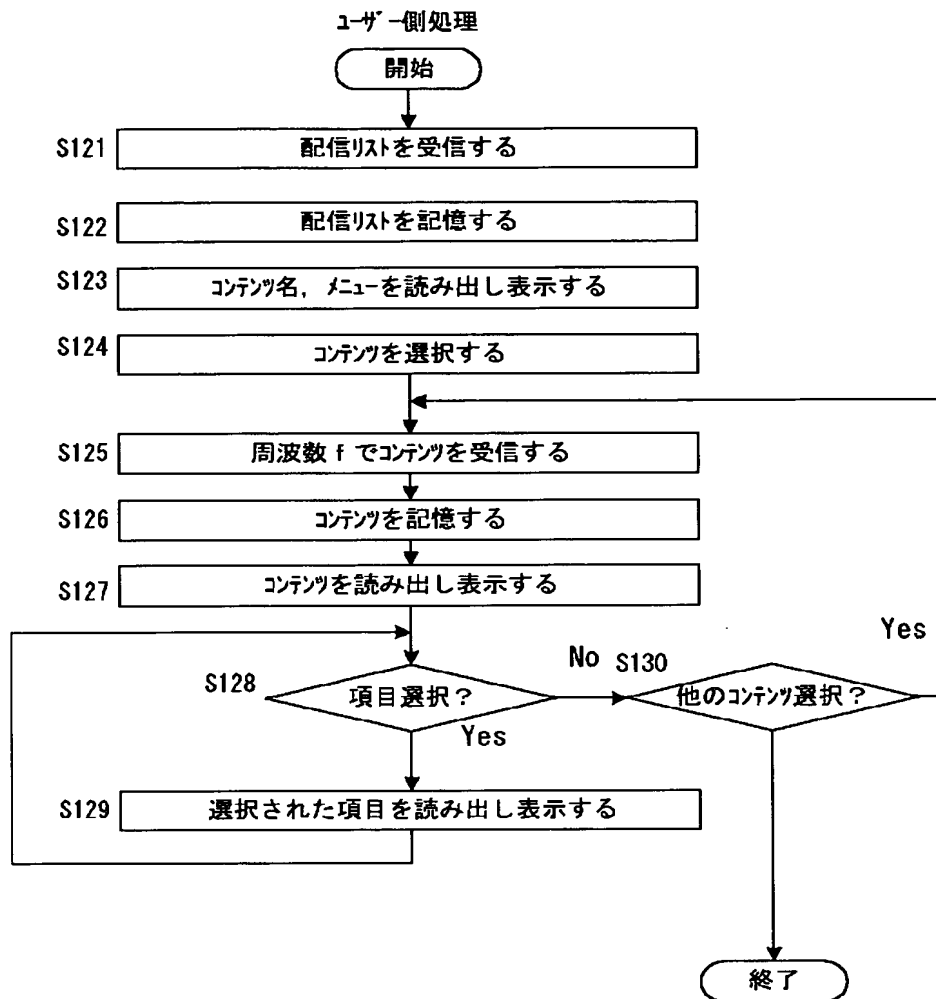 ユーザー側処理
開始
S121 配信リストを受信する
S122 配信リストを記憶する
S123 コンテンツ名, メニューを読み出し表示する
S124 コンテンツを選択する
S125 周波数 f でコンテンツを受信する
S126 コンテンツを記憶する
S127 コンテンツを読み出し表示する
S128 項目選択?
No
S130 他のコンテンツ選択?
Yes
Yes
S129 選択された項目を読み出し表示する
終了